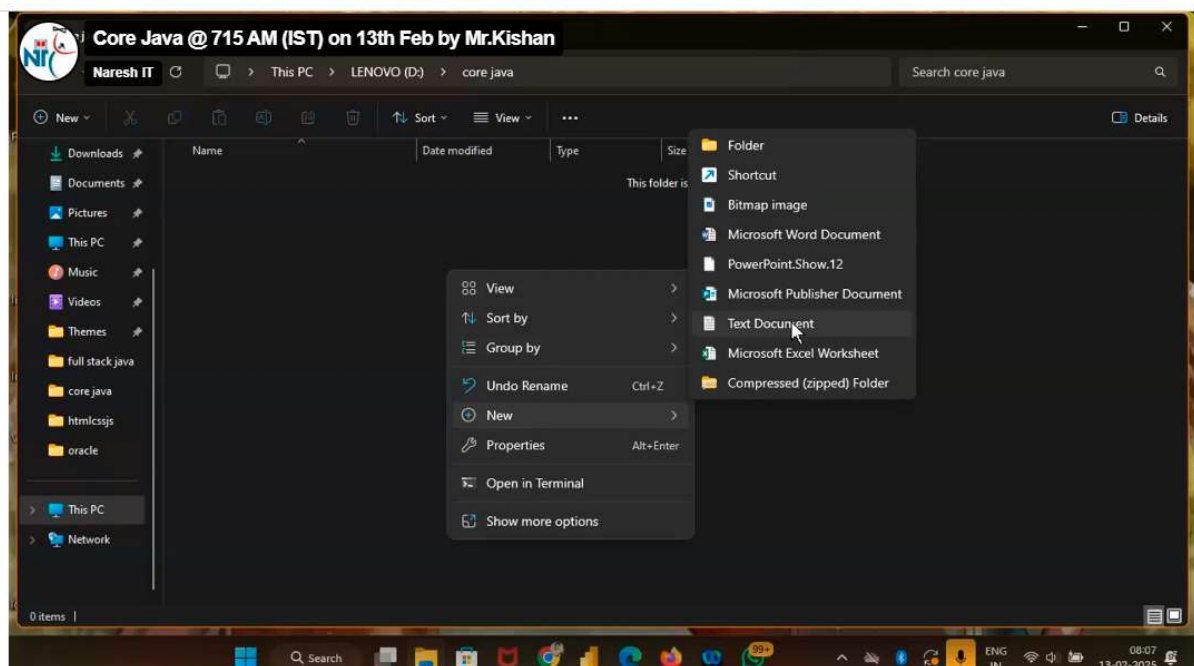 Core Java @ 715 AM (IST) on 13th Feb by Mr.Kishan
NiT
Naresh IT
This PC > LENOVO (D:) > core java
Search core java
New
Sort
View
Details
Name
Date modified
Type
Size
This folder is
Downloads
Documents
Pictures
This PC
Music
Videos
Themes
full stack java
core java
htmlcssjs
oracle
This PC
Network
View
Sort by
Group by
Undo Rename Ctrl+Z
New
Properties Alt+Enter
Open in Terminal
Show more options
Folder
Shortcut
Bitmap image
Microsoft Word Document
PowerPoint.Show.12
Microsoft Publisher Document
Text Document
Microsoft Excel Worksheet
Compressed (zipped) Folder
0 items
Search
99+
ENG
IN
08:07
13-02-2025